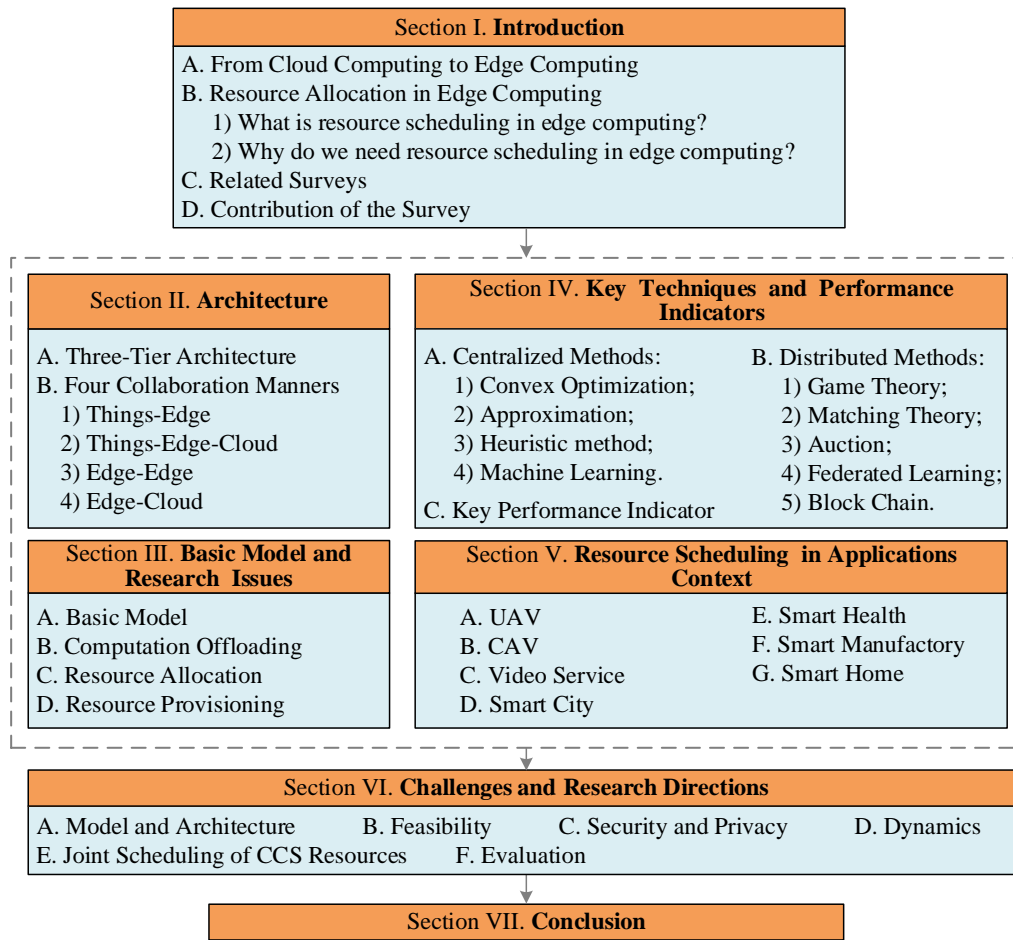 Section I. Introduction
A. From Cloud Computing to Edge Computing
B. Resource Allocation in Edge Computing
1) What is resource scheduling in edge computing?
2) Why do we need resource scheduling in edge computing?
C. Related Surveys
D. Contribution of the Survey
Section II. Architecture
A. Three-Tier Architecture
B. Four Collaboration Manners
1) Things-Edge
2) Things-Edge-Cloud
3) Edge-Edge
4) Edge-Cloud
Section IV. Key Techniques and Performance
Indicators
A. Centralized Methods:
1) Convex Optimization;
2) Approximation;
3) Heuristic method;
4) Machine Learning.
C. Key Performance Indicator
B. Distributed Methods:
1) Game Theory;
2) Matching Theory;
3) Auction;
4) Federated Learning;
5) Block Chain.
Section III. Basic Model and
Research Issues
A. Basic Model
B. Computation Offloading
C. Resource Allocation
D. Resource Provisioning
Section V. Resource Scheduling in Applications
Context
A. UAV
B. CAV
C. Video Service
D. Smart City
E. Smart Health
F. Smart Manufactory
G. Smart Home
Section VI. Challenges and Research Directions
A. Model and Architecture B. Feasibility C. Security and Privacy D. Dynamics
E. Joint Scheduling of CCS Resources F. Evaluation
Section VII. Conclusion